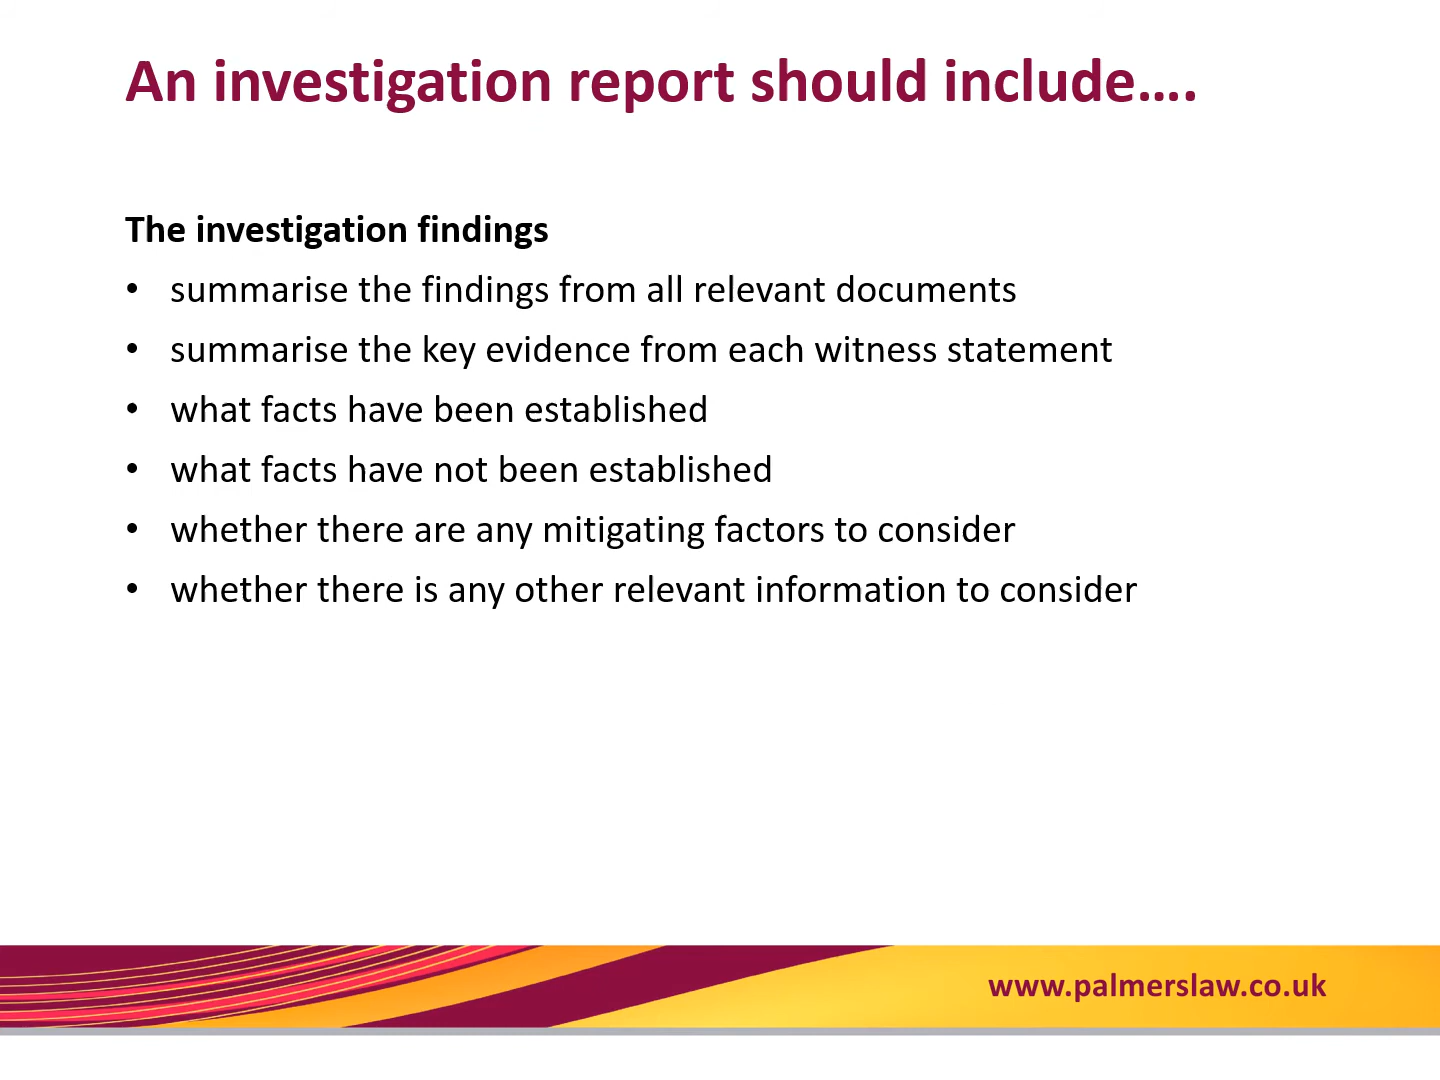 An investigation report should include….
The investigation findings
• summarise the findings from all relevant documents
• summarise the key evidence from each witness statement
• what facts have been established
• what facts have not been established
• whether there are any mitigating factors to consider
• whether there is any other relevant information to consider
www.palmerslaw.co.uk